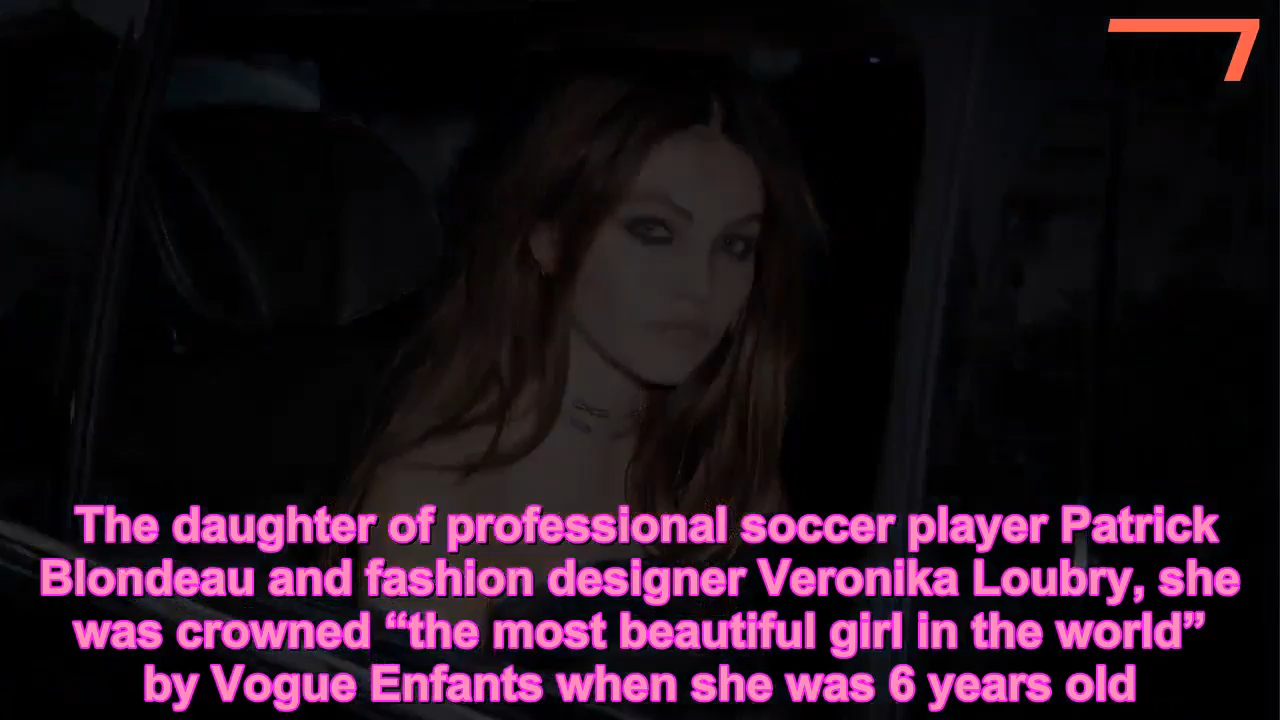 The daughter of professional soccer player Patrick
Blondeau and fashion designer Veronika Loubry, she
was crowned “the most beautiful girl in the world”
by Vogue Enfants when she was 6 years old